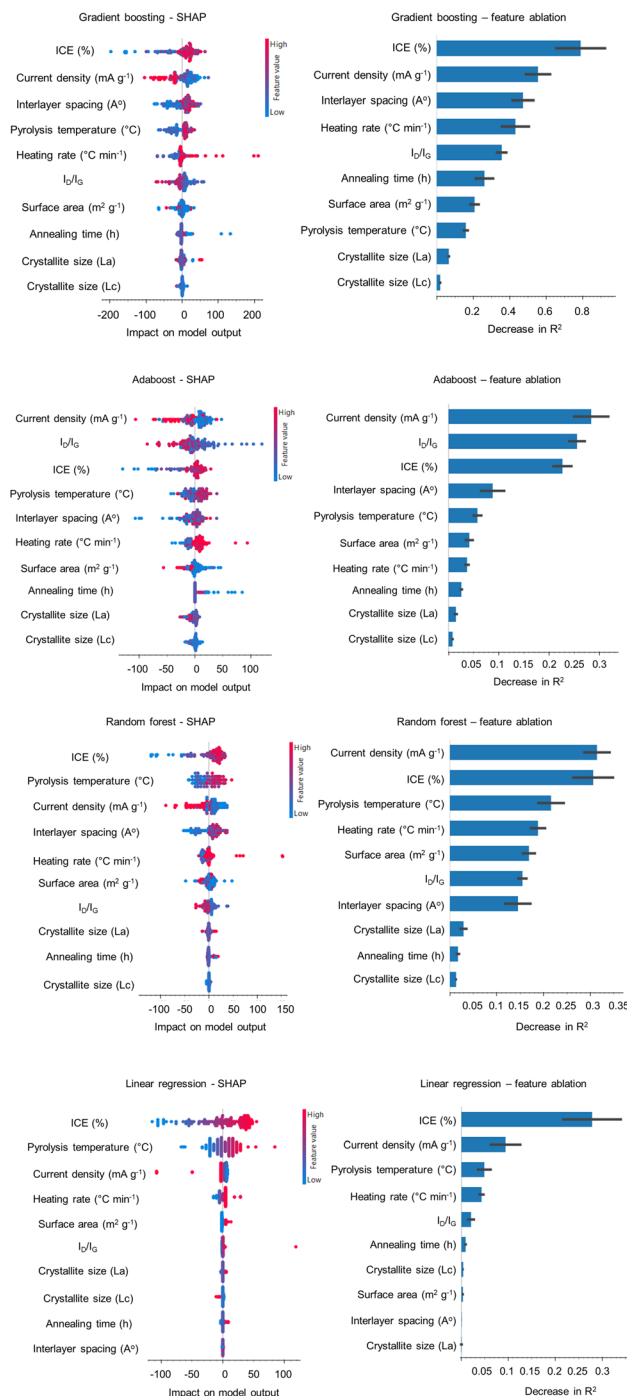 Gradient boosting - SHAP
ICE (%)
Current density (mA g⁻¹)
Interlayer spacing (Aº)
Pyrolysis temperature (°C)
Heating rate (°C min⁻¹)
I_D/I_G
Surface area (m² g⁻¹)
Annealing time (h)
Crystallite size (La)
Crystallite size (Lc)
High
Feature value
Low
-200 -100 0 100 200
Impact on model output
Gradient boosting – feature ablation
ICE (%)
Current density (mA g⁻¹)
Interlayer spacing (Aº)
Heating rate (°C min⁻¹)
I_D/I_G
Annealing time (h)
Surface area (m² g⁻¹)
Pyrolysis temperature (°C)
Crystallite size (La)
Crystallite size (Lc)
0.2 0.4 0.6 0.8
Decrease in R²
Adaboost - SHAP
Current density (mA g⁻¹)
I_D/I_G
ICE (%)
Pyrolysis temperature (°C)
Interlayer spacing (Aº)
Heating rate (°C min⁻¹)
Surface area (m² g⁻¹)
Annealing time (h)
Crystallite size (La)
Crystallite size (Lc)
High
Feature value
Low
-100 -50 0 50 100
Impact on model output
Adaboost – feature ablation
Current density (mA g⁻¹)
I_D/I_G
ICE (%)
Interlayer spacing (Aº)
Pyrolysis temperature (°C)
Surface area (m² g⁻¹)
Heating rate (°C min⁻¹)
Annealing time (h)
Crystallite size (La)
Crystallite size (Lc)
0.05 0.1 0.15 0.2 0.25 0.3
Decrease in R²
Random forest - SHAP
ICE (%)
Pyrolysis temperature (°C)
Current density (mA g⁻¹)
Interlayer spacing (Aº)
Heating rate (°C min⁻¹)
Surface area (m² g⁻¹)
I_D/I_G
Crystallite size (La)
Annealing time (h)
Crystallite size (Lc)
High
Feature value
Low
-100 -50 0 50 100 150
Impact on model output
Random forest – feature ablation
Current density (mA g⁻¹)
ICE (%)
Pyrolysis temperature (°C)
Heating rate (°C min⁻¹)
Surface area (m² g⁻¹)
I_D/I_G
Interlayer spacing (Aº)
Crystallite size (La)
Annealing time (h)
Crystallite size (Lc)
0.05 0.1 0.15 0.2 0.25 0.3 0.35
Decrease in R²
Linear regression - SHAP
ICE (%)
Pyrolysis temperature (°C)
Current density (mA g⁻¹)
Heating rate (°C min⁻¹)
Surface area (m² g⁻¹)
I_D/I_G
Crystallite size (La)
Crystallite size (Lc)
Annealing time (h)
Interlayer spacing (Aº)
High
Feature value
Low
-100 -50 0 50 100
Impact on model output
Linear regression – feature ablation
ICE (%)
Current density (mA g⁻¹)
Pyrolysis temperature (°C)
Heating rate (°C min⁻¹)
I_D/I_G
Annealing time (h)
Crystallite size (Lc)
Surface area (m² g⁻¹)
Interlayer spacing (Aº)
Crystallite size (La)
0.05 0.1 0.15 0.2 0.25 0.3
Decrease in R²